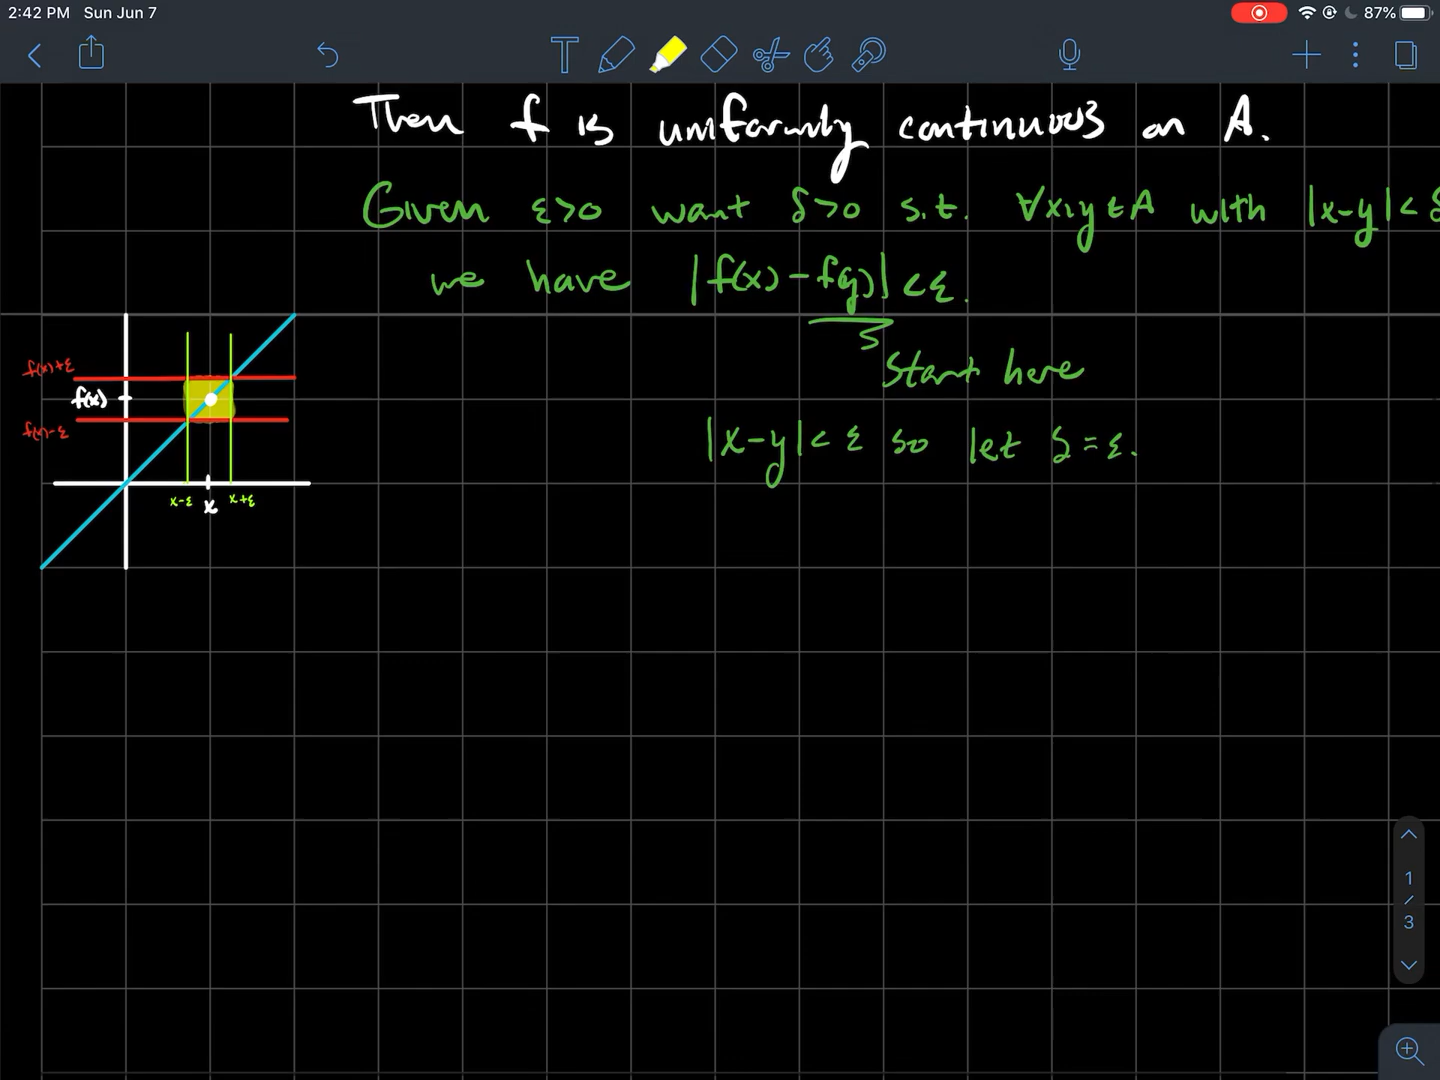 2:42 PM Sun Jun 7 87%
T
Then f is uniformly continuous on A.
Given ε>0 want δ>0 s.t. ∀x,y∈A with |x-y|<δ
we have |f(x)-f(y)|<ε.
Start here
|x-y|<ε so let δ=ε.
f(x)+ε
f(x)
f(x)-ε
x-ε x x+ε
1
/
3